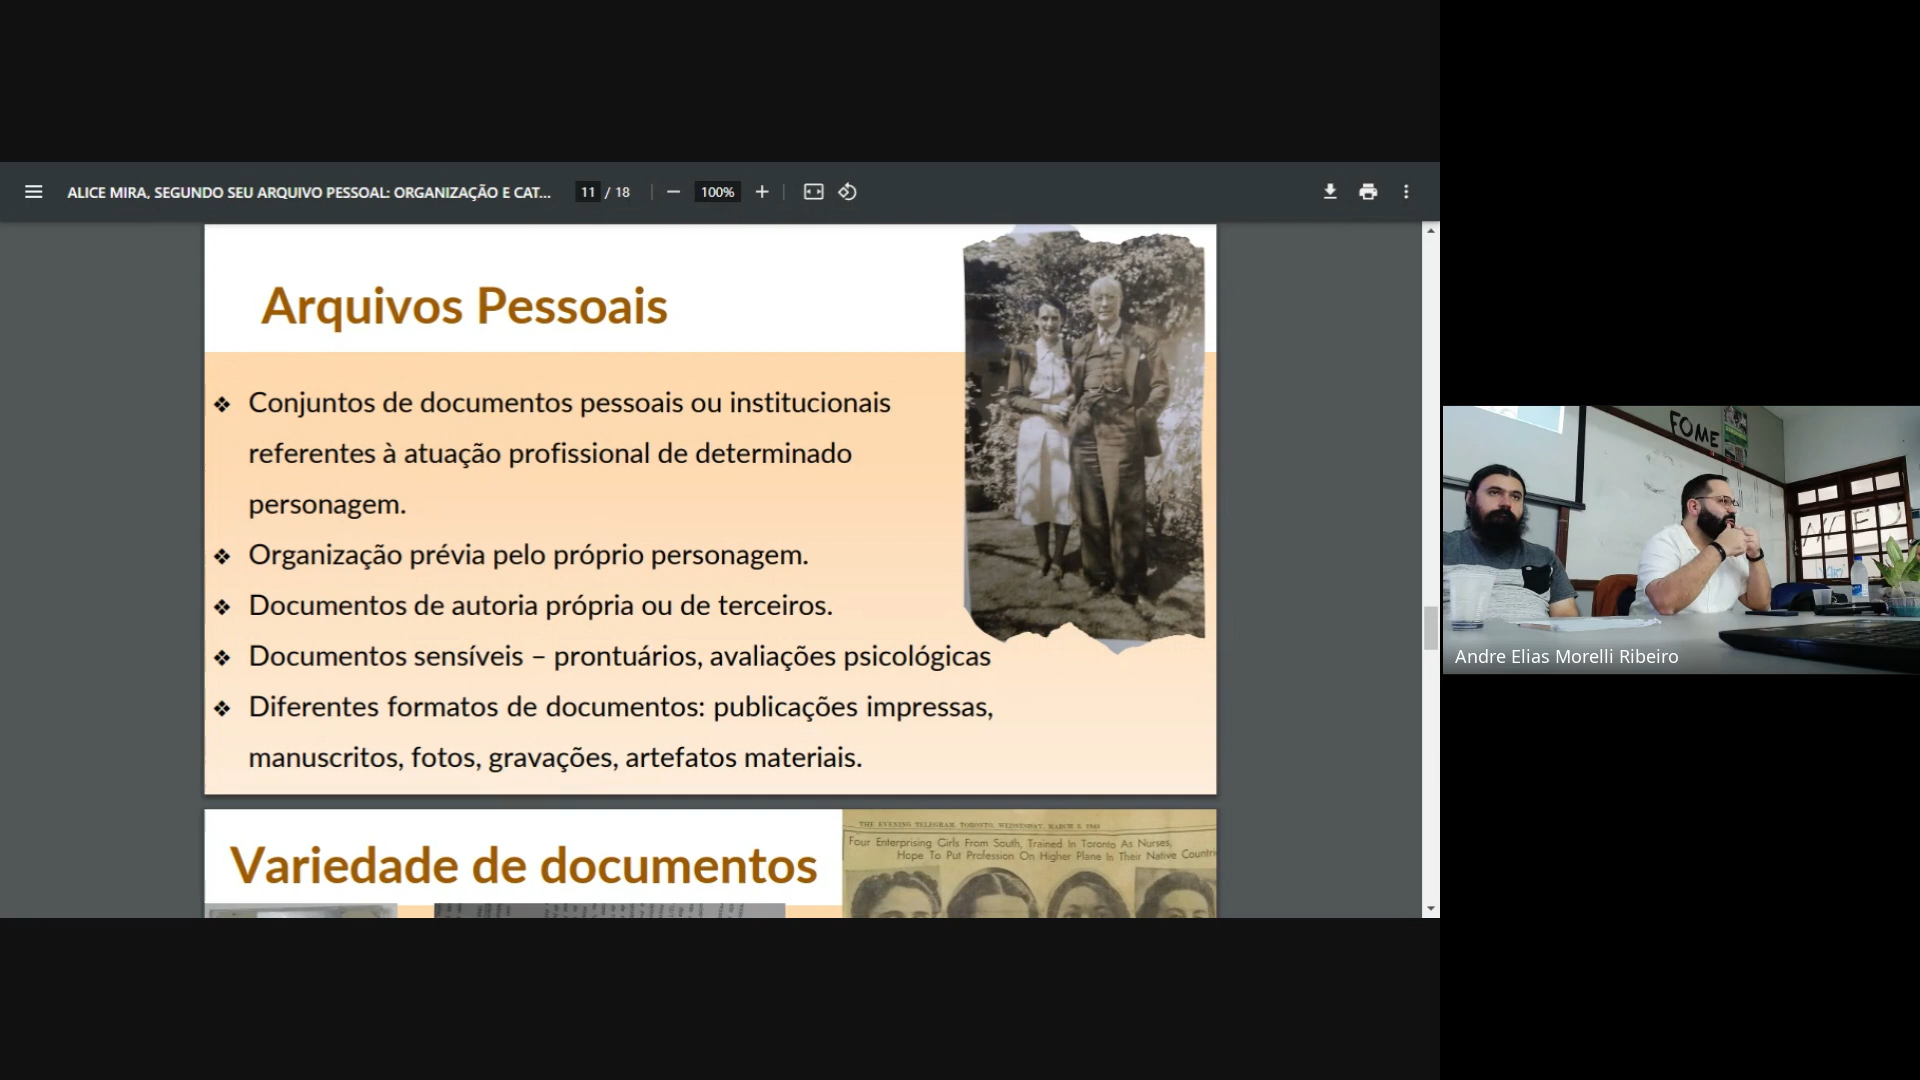 ALICE MIRA, SEGUNDO SEU ARQUIVO PESSOAL: ORGANIZAÇÃO E CAT...
11 / 18
100%
Arquivos Pessoais
❖ Conjuntos de documentos pessoais ou institucionais
referentes à atuação profissional de determinado
personagem.
❖ Organização prévia pelo próprio personagem.
❖ Documentos de autoria própria ou de terceiros.
❖ Documentos sensíveis – prontuários, avaliações psicológicas
❖ Diferentes formatos de documentos: publicações impressas,
manuscritos, fotos, gravações, artefatos materiais.
Variedade de documentos
THE EVENING TELEGRAM, TORONTO, WEDNESDAY, MARCH
Four Enterprising Girls From South, Trained In Toronto As Nurses,
Hope To Put Profession On Higher Plane In Their Native Countri
FOME
Andre Elias Morelli Ribeiro